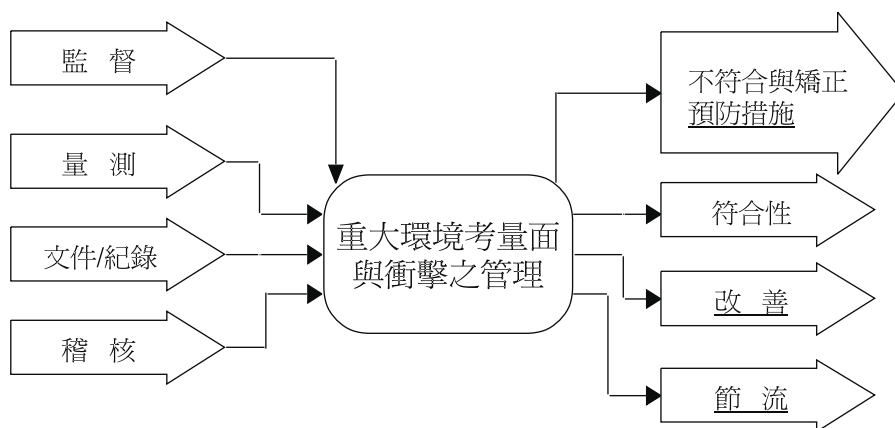 監 督
量 測
文件/紀錄
稽 核
重大環境考量面
與衝擊之管理
不符合與矯正
預防措施
符合性
改 善
節 流